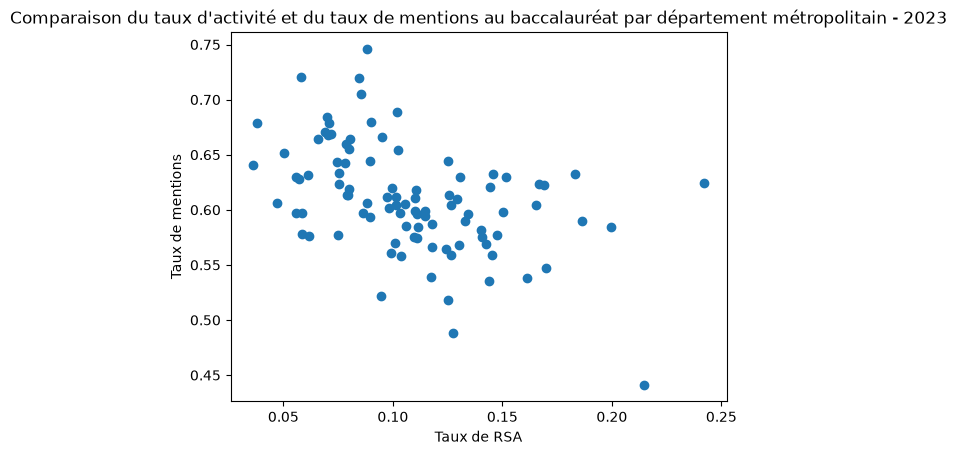 Comparaison du taux d'activité et du taux de mentions au baccalauréat par département métropolitain - 2023
Taux de mentions
0.75
0.70
0.65
0.60
0.55
0.50
0.45
0.05 0.10 0.15 0.20 0.25
Taux de RSA